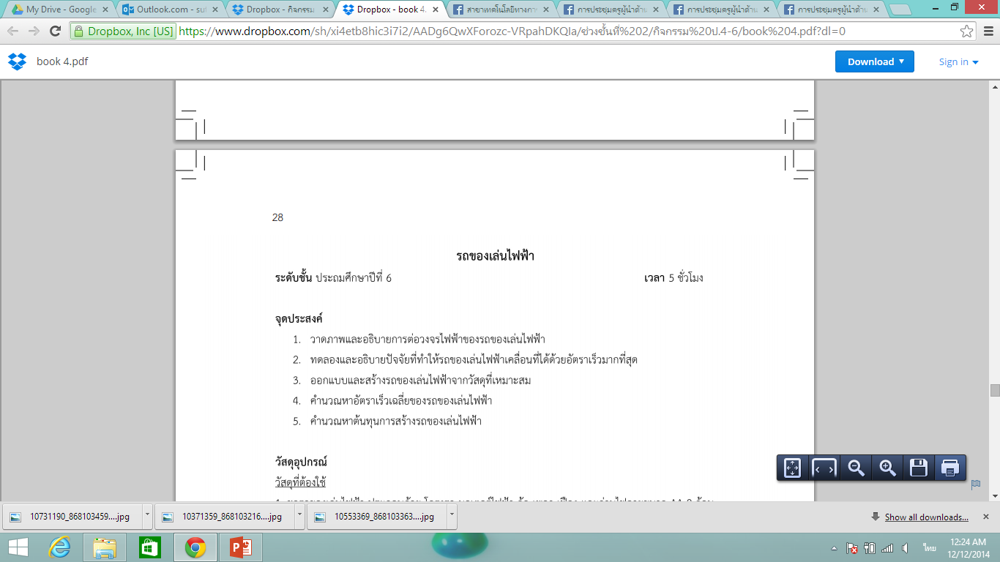 My Drive - Google
Outlook.com - sut
Dropbox - กิจกรรม
Dropbox - book 4.
สาขาเทคโนโลยีทางกา
การประชุมครูผู้นำด้าน
การประชุมครูผู้นำด้าน
การประชุมครูผู้นำด้าน
Dropbox, Inc [US] https://www.dropbox.com/sh/xi4etb8hic3i7i2/AADg6QwXForozc-VRpahDKQIa/ช่วงชั้นที่%202/กิจกรรม%20ป.4-6/book%204.pdf?dl=0
book 4.pdf
Download
Sign in
28
รถของเล่นไฟฟ้า
ระดับชั้น ประถมศึกษาปีที่ 6 เวลา 5 ชั่วโมง
จุดประสงค์
1. วาดภาพและอธิบายการต่อวงจรไฟฟ้าของรถของเล่นไฟฟ้า
2. ทดลองและอธิบายปัจจัยที่ทำให้รถของเล่นไฟฟ้าเคลื่อนที่ได้ด้วยอัตราเร็วมากที่สุด
3. ออกแบบและสร้างรถของเล่นไฟฟ้าจากวัสดุที่เหมาะสม
4. คำนวณหาอัตราเร็วเฉลี่ยของรถของเล่นไฟฟ้า
5. คำนวณหาต้นทุนการสร้างรถของเล่นไฟฟ้า
วัสดุอุปกรณ์
วัสดุที่ต้องใช้
10731190_868103459....jpg
10371359_868103216....jpg
10553369_868103363....jpg
Show all downloads...
ไทย
12:24 AM
12/12/2014